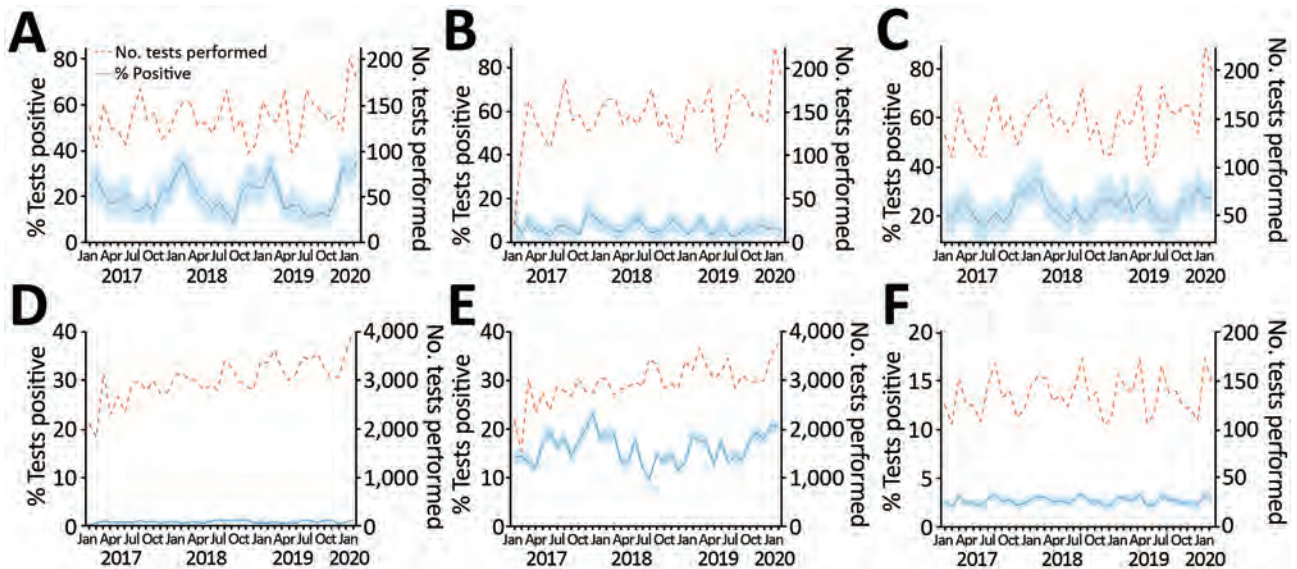 A
B
C
No. tests performed
% Positive
% Tests positive
80
60
40
20
0
200
150
100
50
0
No. tests performed
Jan Apr Jul Oct Jan Apr Jul Oct Jan Apr Jul Oct Jan
2017 2018 2019 2020
% Tests positive
80
60
40
20
0
200
150
100
50
0
No. tests performed
Jan Apr Jul Oct Jan Apr Jul Oct Jan Apr Jul Oct Jan
2017 2018 2019 2020
% Tests positive
80
60
40
20
200
150
100
50
No. tests performed
Jan Apr Jul Oct Jan Apr Jul Oct Jan Apr Jul Oct Jan
2017 2018 2019 2020
D
E
F
% Tests positive
40
30
20
10
0
4,000
3,000
2,000
1,000
0
No. tests performed
Jan Apr Jul Oct Jan Apr Jul Oct Jan Apr Jul Oct Jan
2017 2018 2019 2020
% Tests positive
40
30
20
10
0
4,000
3,000
2,000
1,000
0
No. tests performed
Jan Apr Jul Oct Jan Apr Jul Oct Jan Apr Jul Oct Jan
2017 2018 2019 2020
% Tests positive
20
15
10
5
0
200
150
100
50
0
No. tests performed
Jan Apr Jul Oct Jan Apr Jul Oct Jan Apr Jul Oct Jan
2017 2018 2019 2020